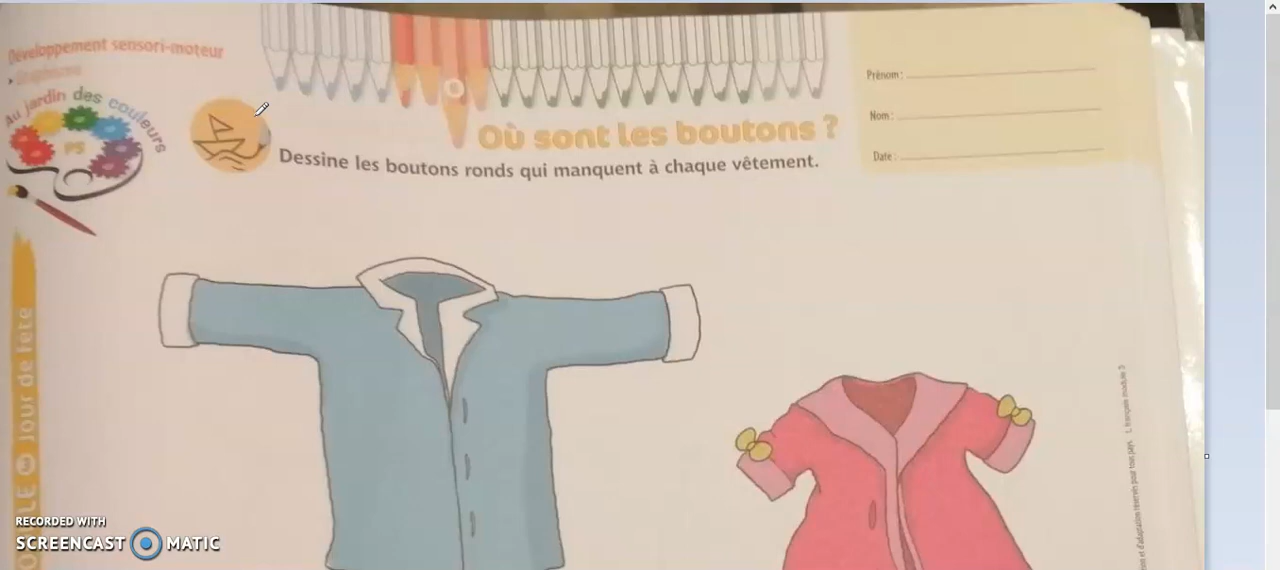 Développement sensori-moteur
Graphisme
Au jardin des couleurs
PS
Où sont les boutons ?
Dessine les boutons ronds qui manquent à chaque vêtement.
Prénom :
Nom :
Date :
Jour de fête
RECORDED WITH
SCREENCAST MATIC